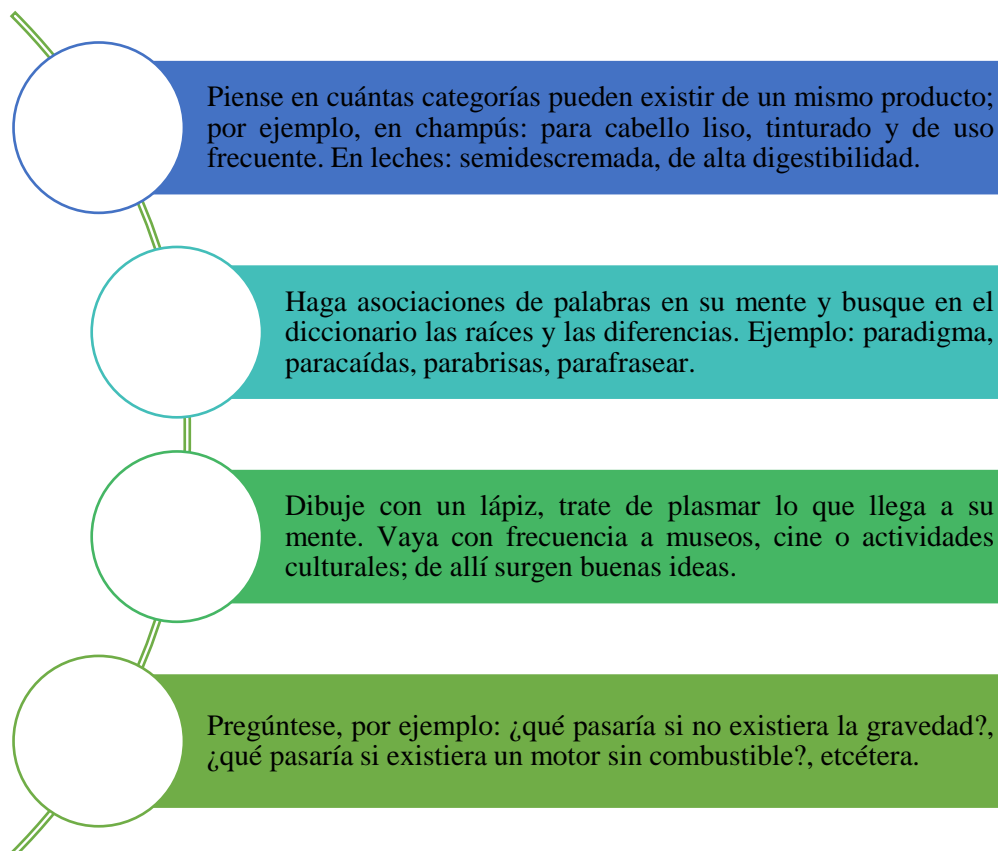 Piense en cuántas categorías pueden existir de un mismo producto;
por ejemplo, en champús: para cabello liso, tinturado y de uso
frecuente. En leches: semidescremada, de alta digestibilidad.
Haga asociaciones de palabras en su mente y busque en el
diccionario las raíces y las diferencias. Ejemplo: paradigma,
paracaídas, parabrisas, parafrasear.
Dibuje con un lápiz, trate de plasmar lo que llega a su
mente. Vaya con frecuencia a museos, cine o actividades
culturales; de allí surgen buenas ideas.
Pregúntese, por ejemplo: ¿qué pasaría si no existiera la gravedad?,
¿qué pasaría si existiera un motor sin combustible?, etcétera.